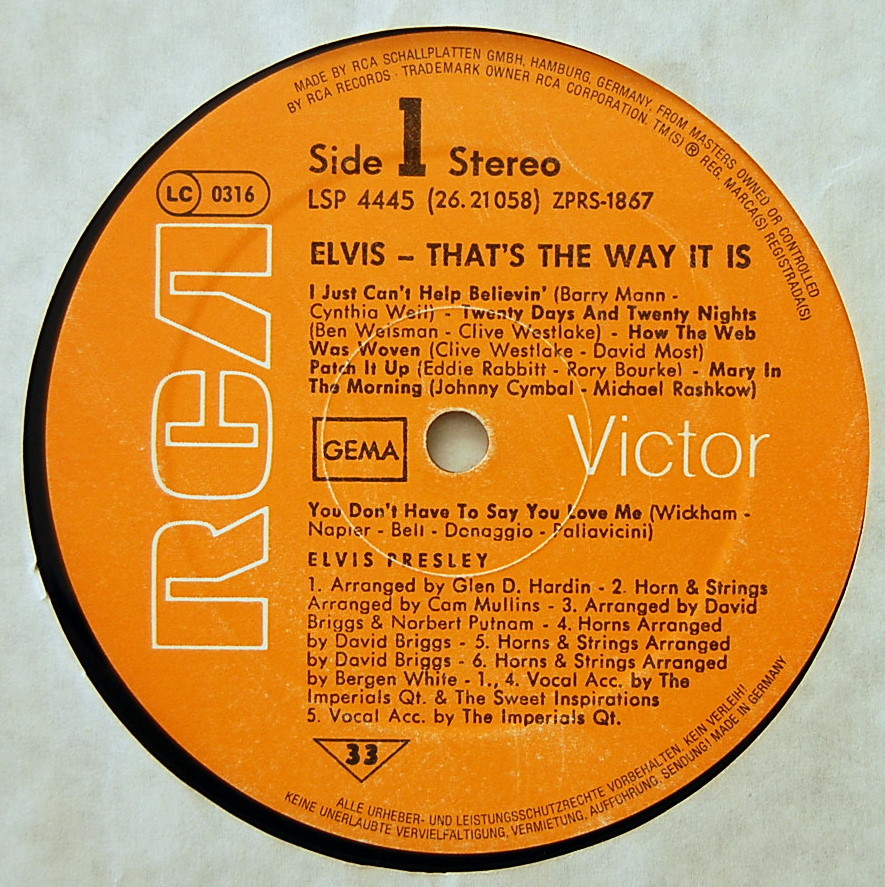 MADE BY RCA SCHALLPLATTEN GMBH, HAMBURG, GERMANY, FROM MASTERS OWNED OR CONTROLLED
BY RCA RECORDS · TRADEMARK OWNER RCA CORPORATION. TM(S) ® REG. MARCA(S) REGISTRADA(S)
Side 1 Stereo
LC 0316
LSP 4445 (26.21058) ZPRS-1867
RCA
ELVIS – THAT'S THE WAY IT IS
I Just Can't Help Believin' (Barry Mann -
Cynthia Weil) - Twenty Days And Twenty Nights
(Ben Weisman - Clive Westlake) - How The Web
Was Woven (Clive Westlake - David Most)
Patch It Up (Eddie Rabbitt - Rory Bourke) - Mary In
The Morning (Johnny Cymbal - Michael Rashkow)
GEMA
Victor
You Don't Have To Say You Love Me (Wickham -
Napier - Bell - Donaggio - Pallavicini)
ELVIS PRESLEY
1. Arranged by Glen D. Hardin - 2. Horn & Strings
Arranged by Cam Mullins - 3. Arranged by David
Briggs & Norbert Putnam - 4. Horns Arranged
by David Briggs - 5. Horns & Strings Arranged
by David Briggs - 6. Horns & Strings Arranged
by Bergen White - 1., 4. Vocal Acc. by The
Imperials Qt. & The Sweet Inspirations
5. Vocal Acc. by The Imperials Qt.
33
ALLE URHEBER- UND LEISTUNGSSCHUTZRECHTE VORBEHALTEN, KEIN VERLEIH!
KEINE UNERLAUBTE VERVIELFÄLTIGUNG, VERMIETUNG, AUFFÜHRUNG, SENDUNG! MADE IN GERMANY